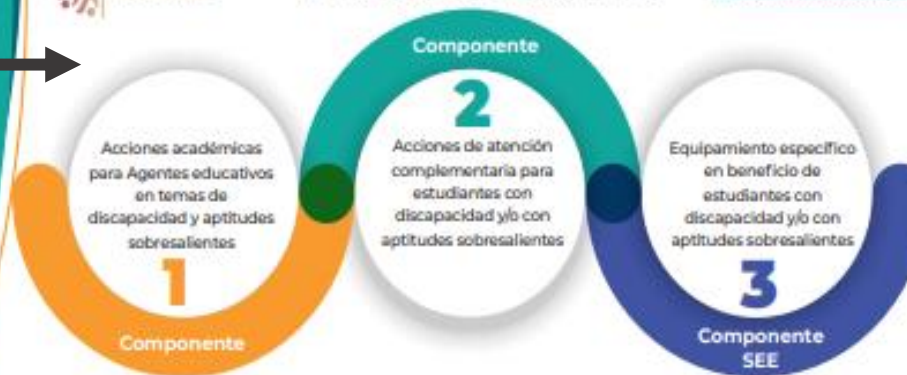 Acciones académicas
para Agentes educativos
en temas de
discapacidad y aptitudes
sobresalientes
1
Componente
Componente
2
Acciones de atención
complementaria para
estudiantes con
discapacidad y/o con
aptitudes sobresalientes
Equipamiento específico
en beneficio de
estudiantes con
discapacidad y/o con
aptitudes sobresalientes
3
Componente
SEE